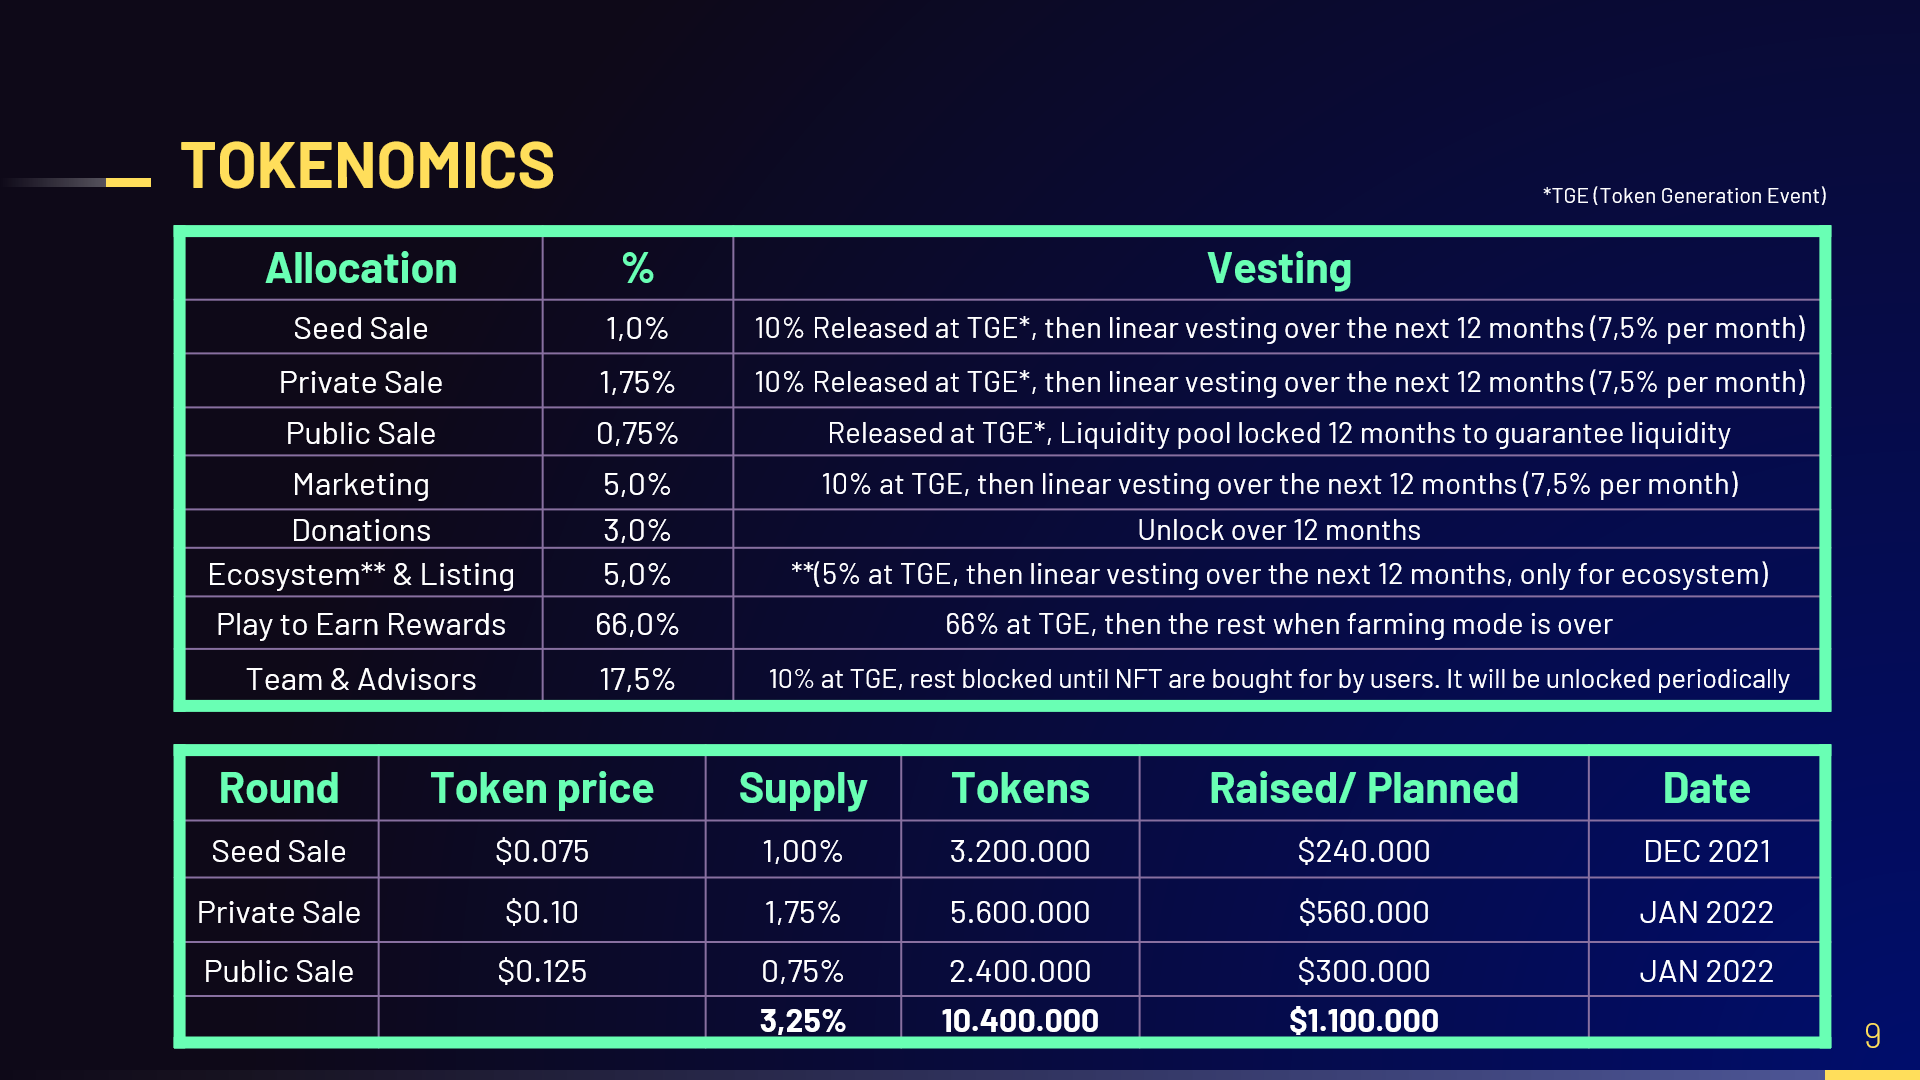 TOKENOMICS
*TGE (Token Generation Event)
Allocation % Vesting
Seed Sale 1,0% 10% Released at TGE*, then linear vesting over the next 12 months (7,5% per month)
Private Sale 1,75% 10% Released at TGE*, then linear vesting over the next 12 months (7,5% per month)
Public Sale 0,75% Released at TGE*, Liquidity pool locked 12 months to guarantee liquidity
Marketing 5,0% 10% at TGE, then linear vesting over the next 12 months (7,5% per month)
Donations 3,0% Unlock over 12 months
Ecosystem** & Listing 5,0% **(5% at TGE, then linear vesting over the next 12 months, only for ecosystem)
Play to Earn Rewards 66,0% 66% at TGE, then the rest when farming mode is over
Team & Advisors 17,5% 10% at TGE, rest blocked until NFT are bought for by users. It will be unlocked periodically
Round Token price Supply Tokens Raised/ Planned Date
Seed Sale $0.075 1,00% 3.200.000 $240.000 DEC 2021
Private Sale $0.10 1,75% 5.600.000 $560.000 JAN 2022
Public Sale $0.125 0,75% 2.400.000 $300.000 JAN 2022
3,25% 10.400.000 $1.100.000
9